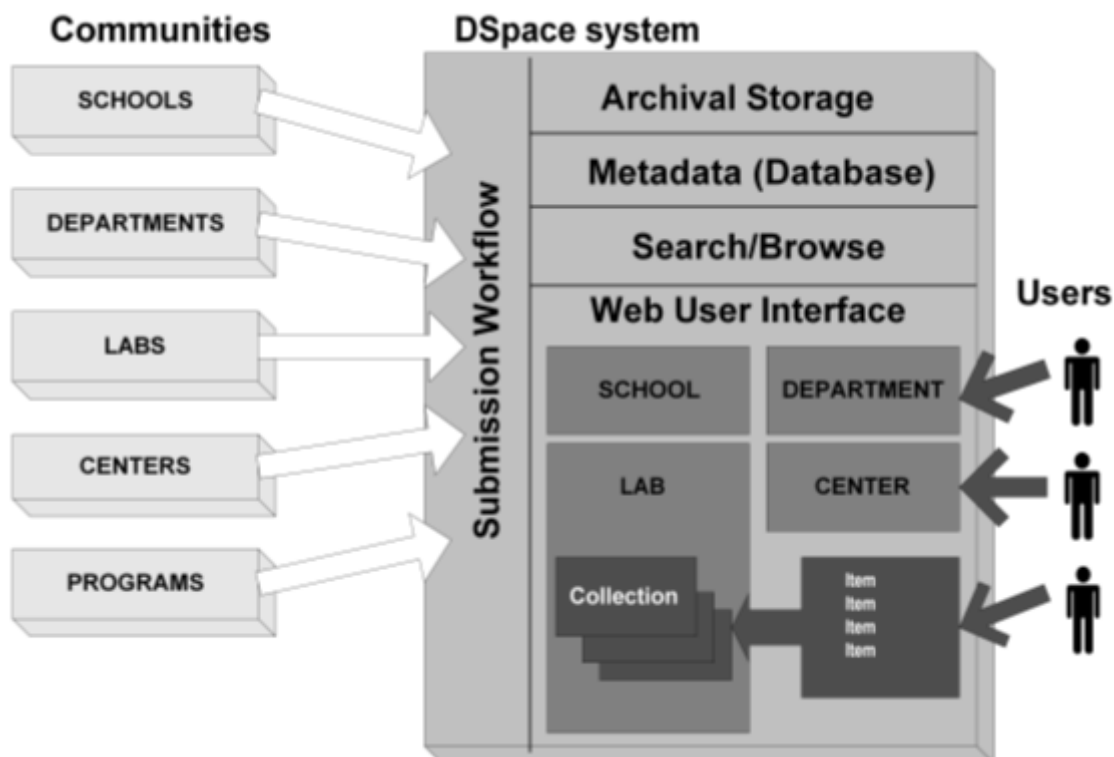 Communities
SCHOOLS
DEPARTMENTS
LABS
CENTERS
PROGRAMS
DSpace system
Submission Workflow
Archival Storage
Metadata (Database)
Search/Browse
Web User Interface
SCHOOL
DEPARTMENT
LAB
CENTER
Collection
Item
Item
Item
Item
Users